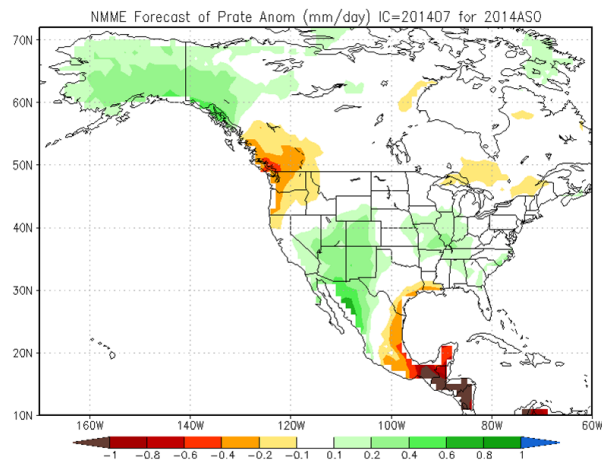 NMME Forecast of Prate Anom (mm/day) IC=201407 for 2014ASO
70N
60N
50N
40N
30N
20N
10N
160W 140W 120W 100W 80W 60W
-1 -0.8 -0.6 -0.4 -0.2 -0.1 0.1 0.2 0.4 0.6 0.8 1